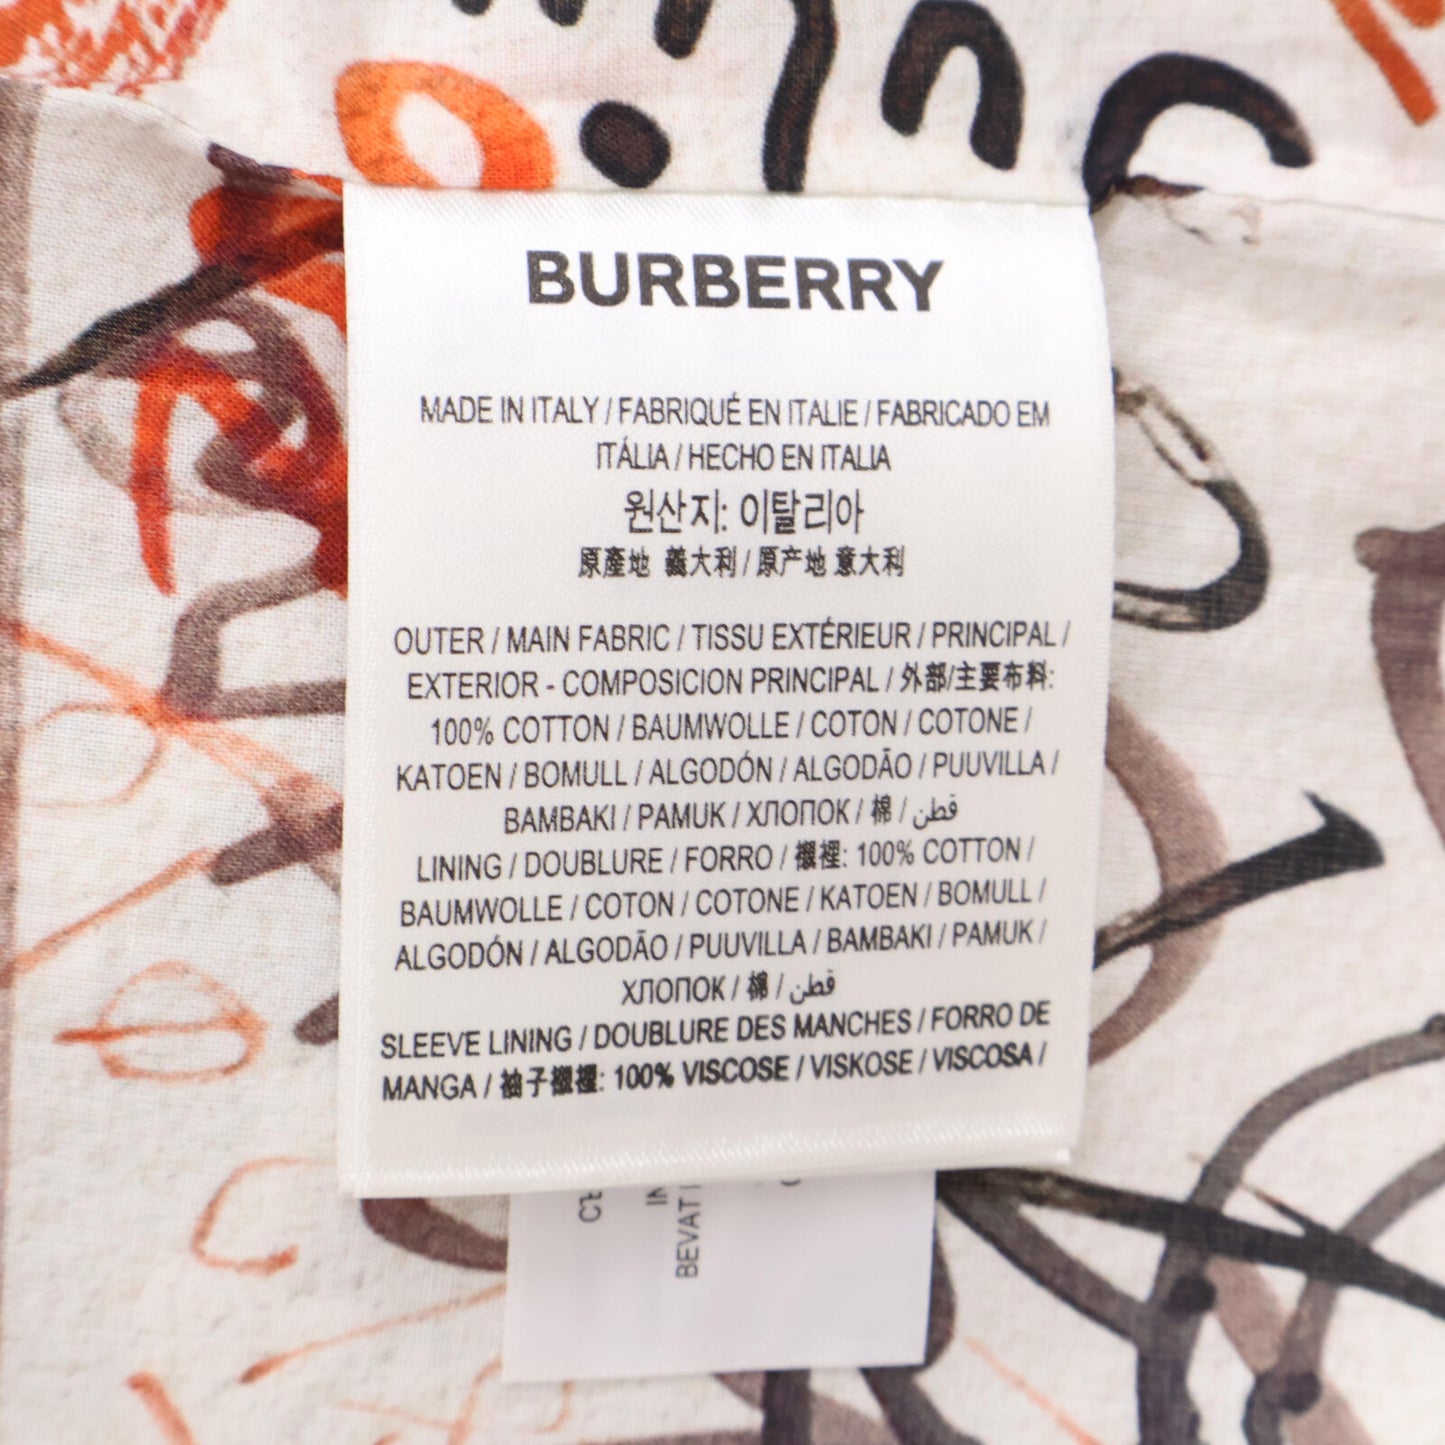 BURBERRY
MADE IN ITALY / FABRIQUÉ EN ITALIE / FABRICADO EM
ITÁLIA / HECHO EN ITALIA
원산지: 이탈리아
原產地 義大利 / 原产地 意大利
OUTER / MAIN FABRIC / TISSU EXTÉRIEUR / PRINCIPAL /
EXTERIOR - COMPOSICION PRINCIPAL / 外部/主要布料:
100% COTTON / BAUMWOLLE / COTON / COTONE /
KATOEN / BOMULL / ALGODÓN / ALGODÃO / PUUVILLA /
BAMBAKI / PAMUK / ХЛОПОК / 棉 / قطن
LINING / DOUBLURE / FORRO / 襯裡: 100% COTTON /
BAUMWOLLE / COTON / COTONE / KATOEN / BOMULL /
ALGODÓN / ALGODÃO / PUUVILLA / BAMBAKI / PAMUK /
ХЛОПОК / 棉 / قطن
SLEEVE LINING / DOUBLURE DES MANCHES / FORRO DE
MANGA / 袖子襯裡: 100% VISCOSE / VISKOSE / VISCOSA /
BEVAT